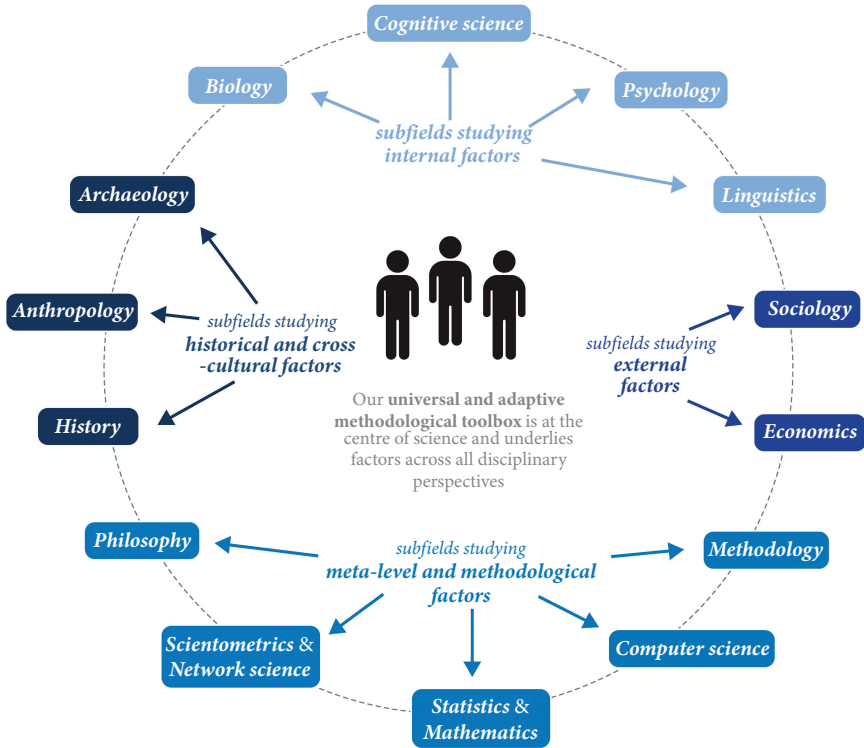 Cognitive science
Biology
Psychology
subfields studying
internal factors
Archaeology
Linguistics
Anthropology
subfields studying
historical and cross
-cultural factors
Sociology
subfields studying
external
factors
History
Economics
Our universal and adaptive
methodological toolbox is at the
centre of science and underlies
factors across all disciplinary
perspectives
Philosophy
subfields studying
meta-level and methodological
factors
Methodology
Scientometrics &
Network science
Computer science
Statistics &
Mathematics